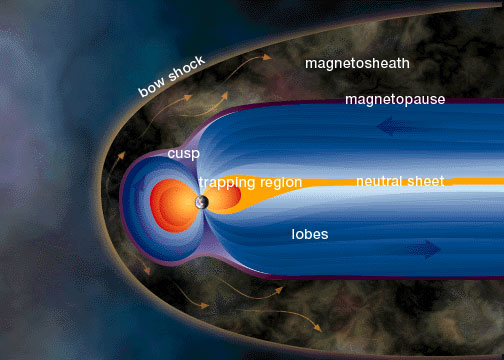 bow shock
magnetosheath
magnetopause
cusp
trapping region
neutral sheet
lobes